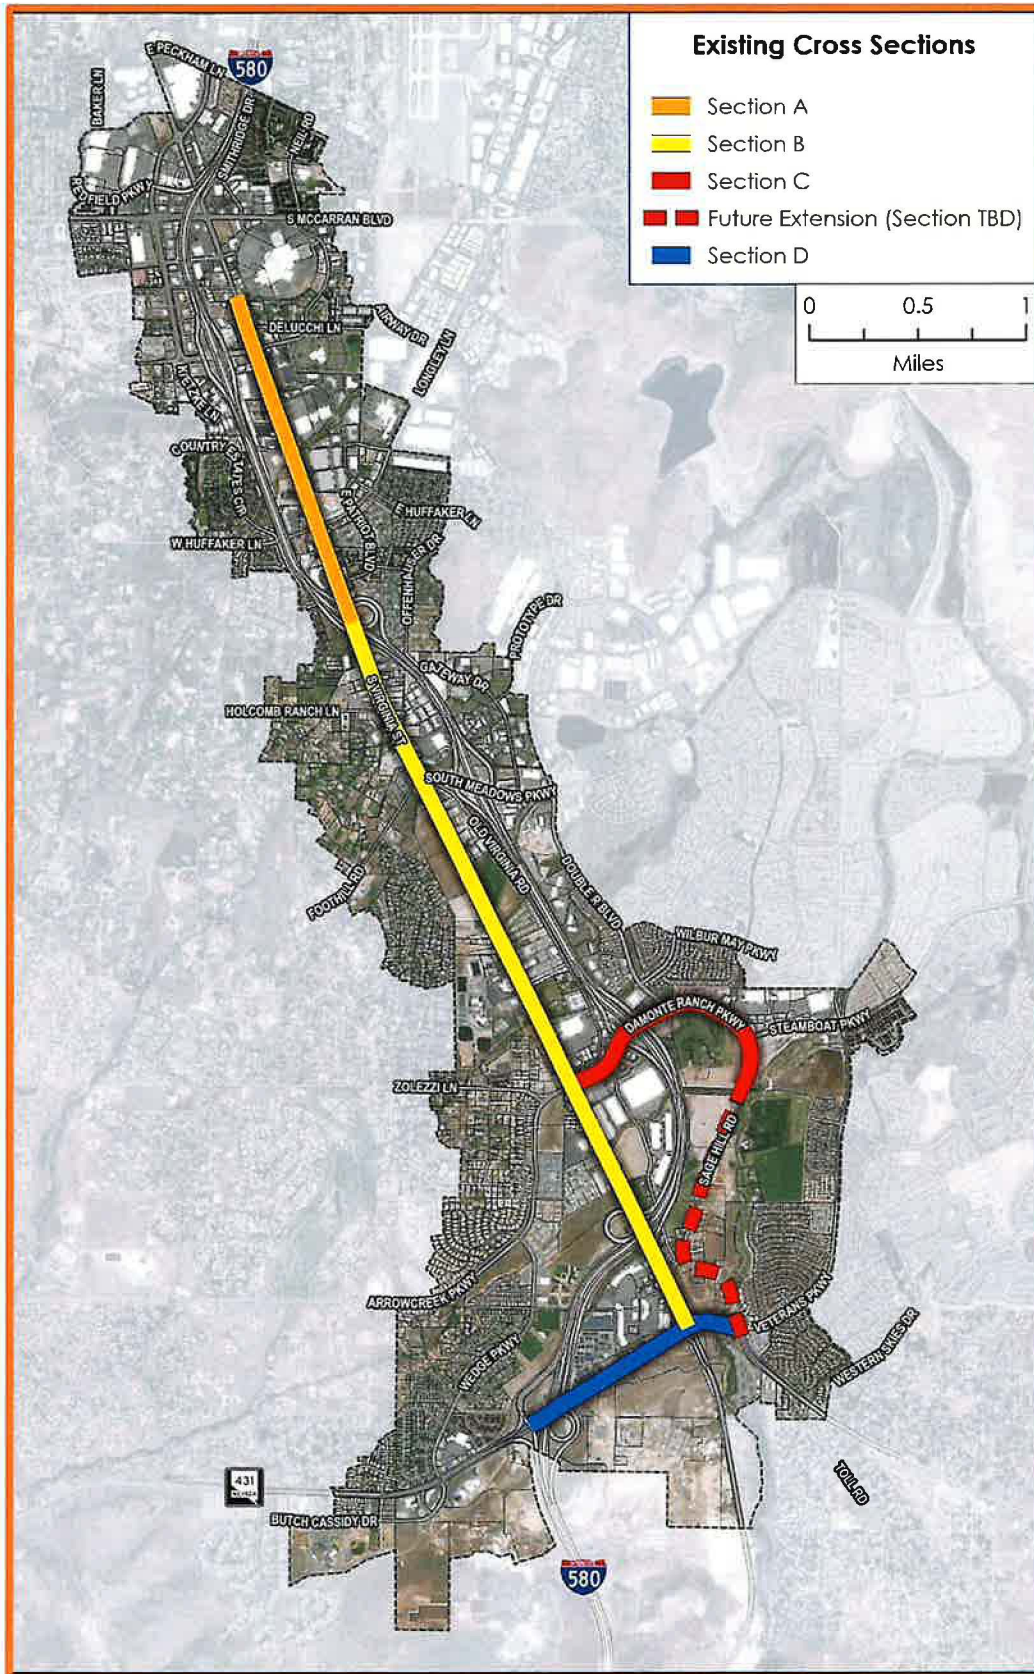 Existing Cross Sections
Section A
Section B
Section C
Future Extension (Section TBD)
Section D
0 0.5 1
Miles
E PECKHAM LN
580
BAKER LN
SMITHRIDGE DR
NEIL RD
REDFIELD PKWY
S MCCARRAN BLVD
AIRWAY DR
DELUCCHI LN
LONGLEY LN
MEIZE LN
COUNTRY ESTATES CIR
E PATRIOT BLVD
E HUFFAKER LN
W HUFFAKER LN
OFFENHAUSER DR
PROTOTYPE DR
GATEWAY DR
S VIRGINIA ST
HOLCOMB RANCH LN
SOUTH MEADOWS PKWY
OLD VIRGINIA RD
DOUBLE R BLVD
FOOTHILL RD
WILBUR MAY PKWY
DAMONTE RANCH PKWY
STEAMBOAT PKWY
ZOLEZZI LN
SAGE HILL RD
ARROWCREEK PKWY
VETERANS PKWY
WEDGE PKWY
WESTERN SKIES DR
TOLL RD
431
NEVADA
BUTCH CASSIDY DR
580